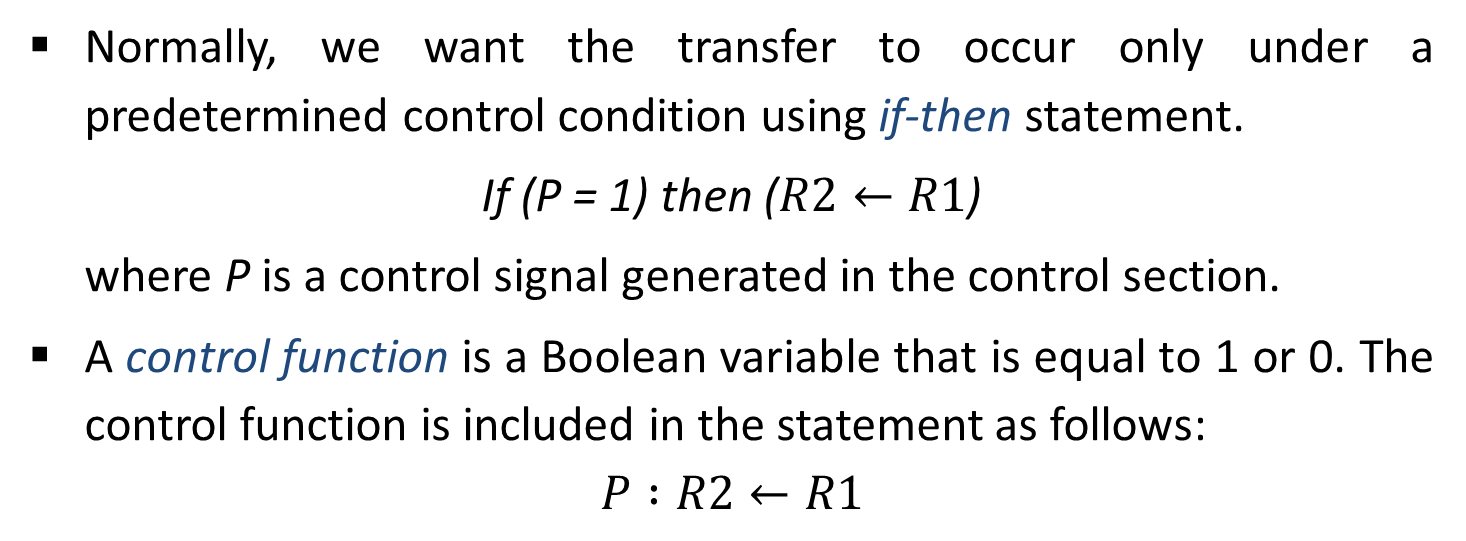 ▪ Normally, we want the transfer to occur only under a
predetermined control condition using if-then statement.
If (P = 1) then (R2 ← R1)
where P is a control signal generated in the control section.
▪ A control function is a Boolean variable that is equal to 1 or 0. The
control function is included in the statement as follows:
P : R2 ← R1